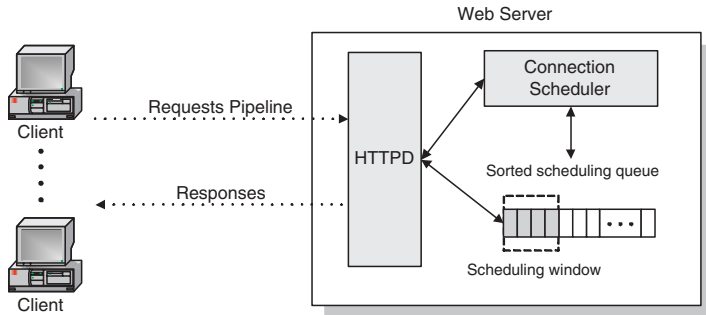 Web Server
Client
Requests Pipeline
HTTPD
Connection
Scheduler
Responses
Sorted scheduling queue
Scheduling window
Client